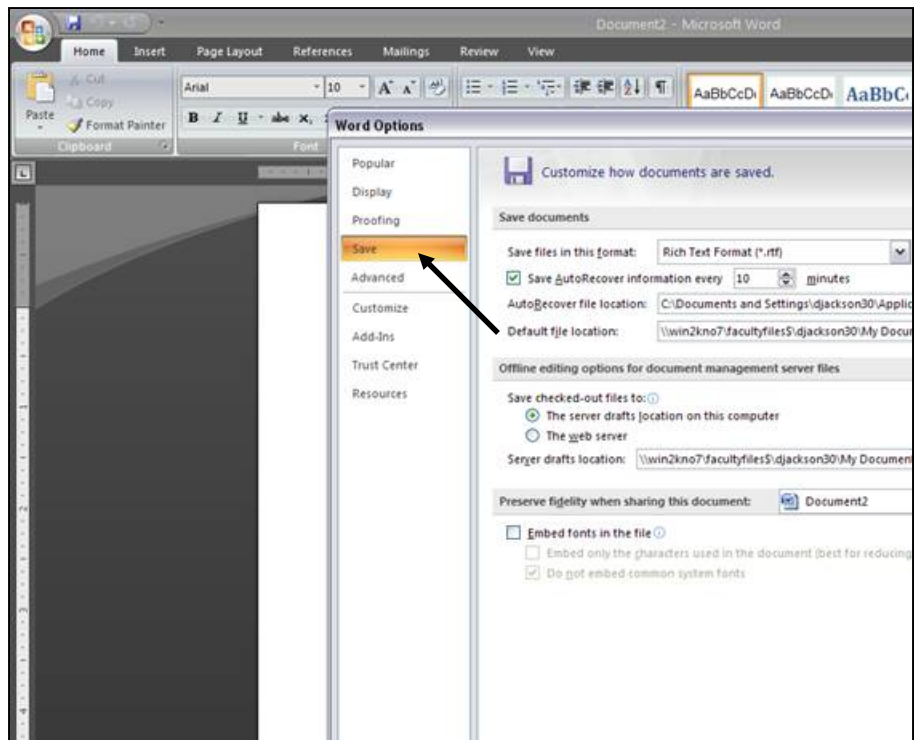 Document2 - Microsoft Word
Home Insert Page Layout References Mailings Review View
Cut
Copy
Paste
Format Painter
Clipboard
Arial 10
B I U abc x,
Font
AaBbCcD AaBbCcD AaBbC
Word Options
Popular
Display
Proofing
Save
Advanced
Customize
Add-Ins
Trust Center
Resources
Customize how documents are saved.
Save documents
Save files in this format: Rich Text Format (*.rtf)
Save AutoRecover information every 10 minutes
AutoRecover file location: C:\Documents and Settings\djackson30\Applic
Default file location: \\win2kno7\facultyfiles$\djackson30\My Docum
Offline editing options for document management server files
Save checked-out files to:
The server drafts location on this computer
The web server
Server drafts location: \\win2kno7\facultyfiles$\djackson30\My Document
Preserve fidelity when sharing this document: Document2
Embed fonts in the file
Embed only the characters used in the document (best for reducing
Do not embed common system fonts